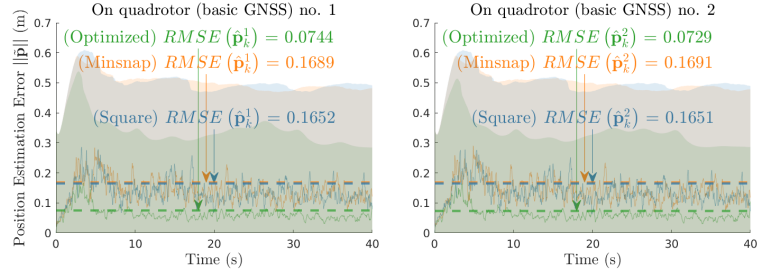 On quadrotor (basic GNSS) no. 1
(Optimized) RMSE (p̂¹ₖ) = 0.0744
(Minsnap) RMSE (p̂¹ₖ) = 0.1689
(Square) RMSE (p̂¹ₖ) = 0.1652
Position Estimation Error ||p̃|| (m)
0.7
0.6
0.5
0.4
0.3
0.2
0.1
0
0 10 20 30 40
Time (s)
On quadrotor (basic GNSS) no. 2
(Optimized) RMSE (p̂²ₖ) = 0.0729
(Minsnap) RMSE (p̂²ₖ) = 0.1691
(Square) RMSE (p̂²ₖ) = 0.1651
0.7
0.6
0.5
0.4
0.3
0.2
0.1
0
0 10 20 30 40
Time (s)